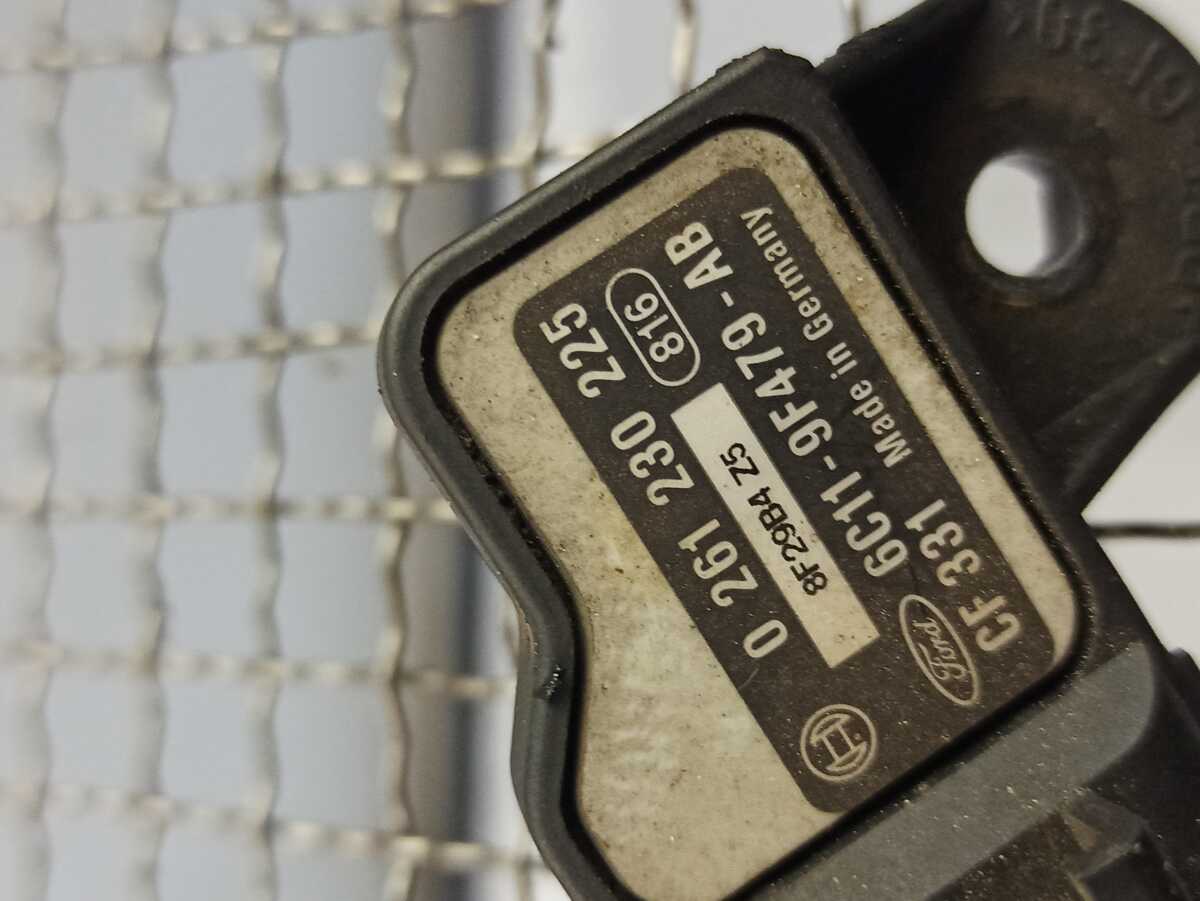 0 261 230 225
816
8F29B4 Z5
6C11-9F479-AB
Ford
CF 331 Made in Germany